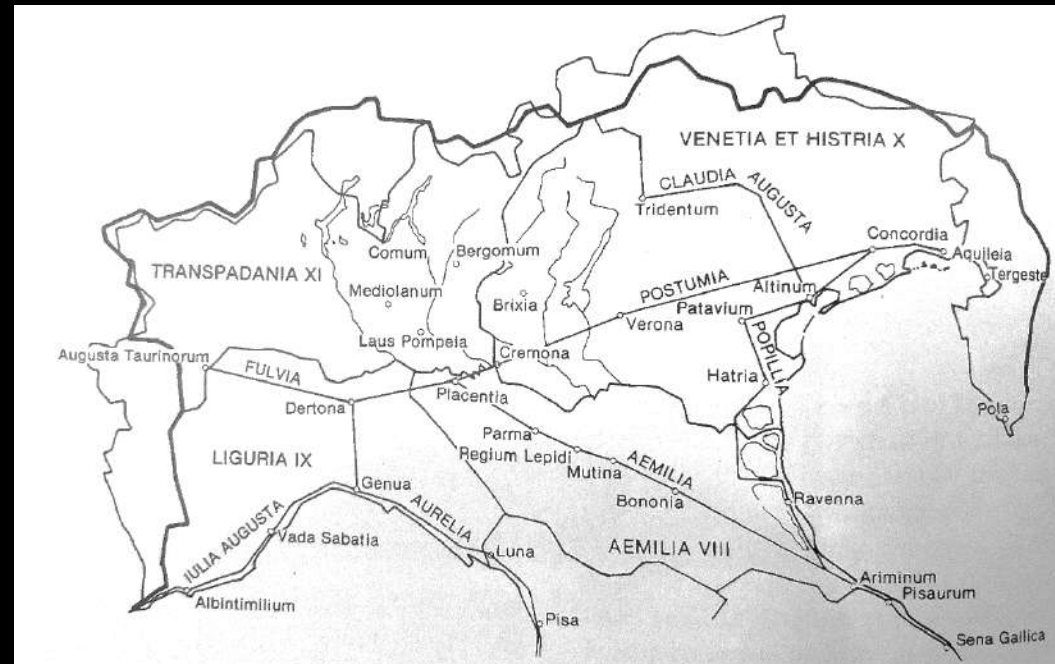 VENETIA ET HISTRIA X
CLAUDIA
AUGUSTA
Tridentum
Concordia
Comum
Bergomum
Aquileia
TRANSPADANIA XI
Tergeste
POSTUMIA
Altinum
Mediolanum
Brixia
Patavium
Verona
Laus Pompeia
POPILLIA
Augusta Taurinorum
Cremona
FULVIA
Hatria
Placentia
Dertona
Pola
Parma
LIGURIA IX
Regium Lepidi
AEMILIA
Mutina
Genua
Bononia
Ravenna
IULIA AUGUSTA
AURELIA
Vada Sabatia
Luna
AEMILIA VIII
Ariminum
Albintimilium
Pisaurum
Pisa
Sena Gallica